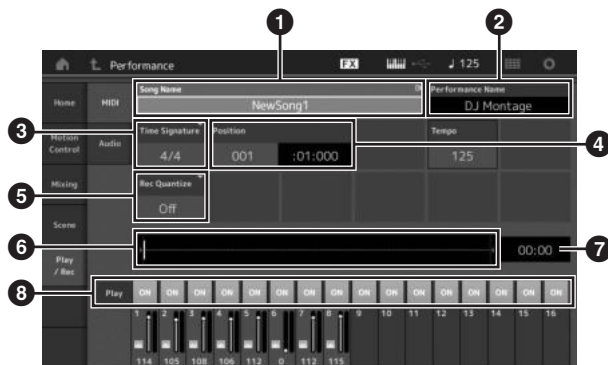 1 2
Performance FX 125
Song Name Performance Name
NewSong1 DJ Montage
Home MIDI
3 Time Signature Position Tempo 4
Motion Control Audio 4/4 001 :01:000 125
5 Mixing Rec Quantize
Off
Scene
6 Play / Rec 00:00 7
8 Play ON ON ON ON ON ON ON ON ON ON ON ON ON ON ON ON
1 2 3 4 5 6 7 8 9 10 11 12 13 14 15 16
114 105 108 106 112 0 112 115